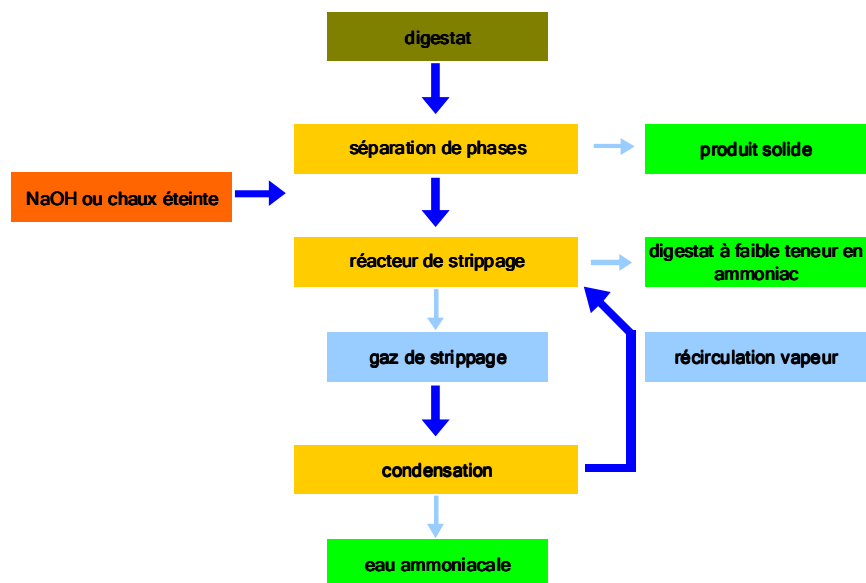 digestat
séparation de phases
produit solide
NaOH ou chaux éteinte
réacteur de strippage
digestat à faible teneur en
ammoniac
gaz de strippage
récirculation vapeur
condensation
eau ammoniacale